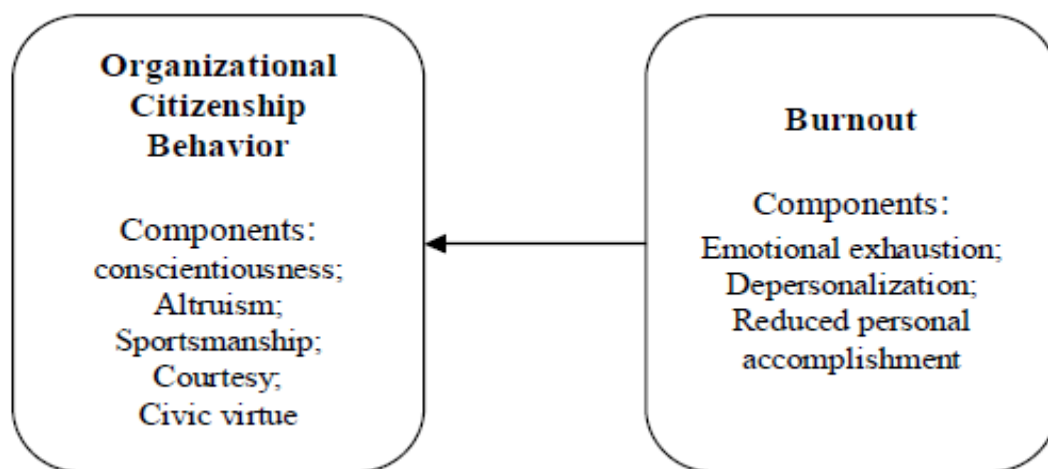 Organizational
Citizenship
Behavior
Components:
conscientiousness;
Altruism;
Sportsmanship;
Courtesy;
Civic virtue
Burnout
Components:
Emotional exhaustion;
Depersonalization;
Reduced personal
accomplishment